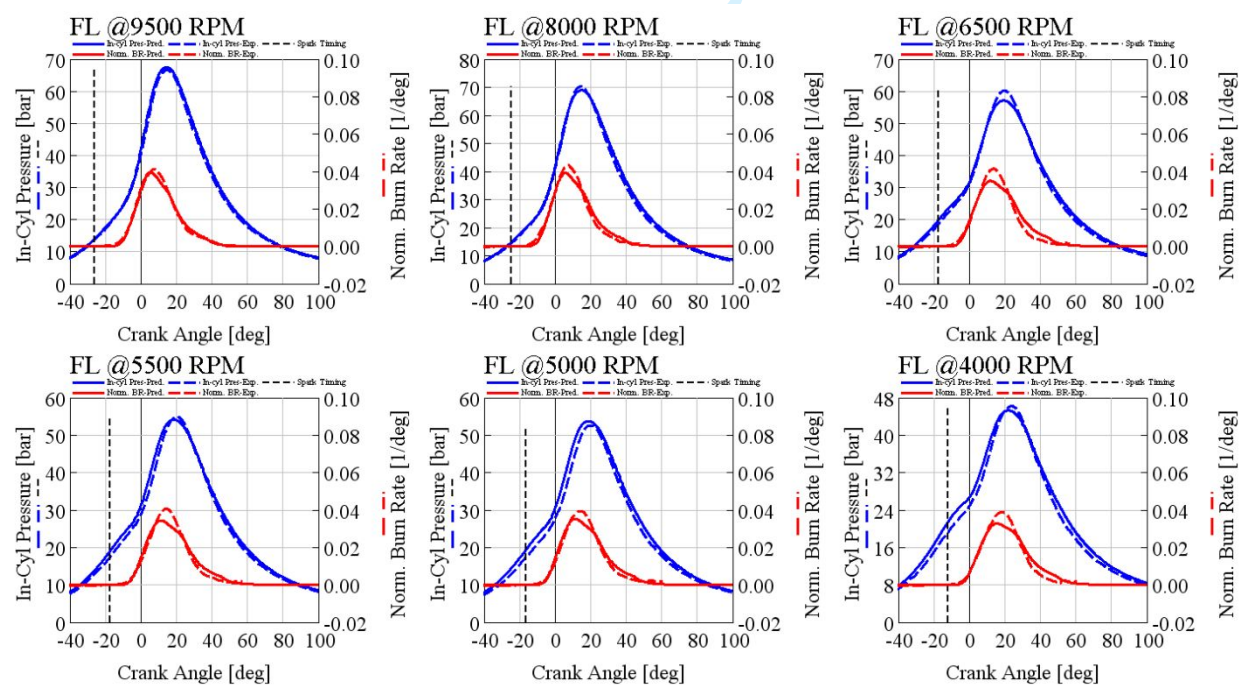 FL @9500 RPM
In-cyl Pres-Pred. In-cyl Pres-Exp. Spark Timing
Norm. BR-Pred. Norm. BR-Exp.
70
60
50
40
30
20
10
0
0.10
0.08
0.06
0.04
0.02
0.00
-0.02
In-Cyl Pressure [bar]
Norm. Burn Rate [1/deg]
-40 -20 0 20 40 60 80 100
Crank Angle [deg]
FL @8000 RPM
In-cyl Pres-Pred. In-cyl Pres-Exp. Spark Timing
Norm. BR-Pred. Norm. BR-Exp.
80
70
60
50
40
30
20
10
0
0.10
0.08
0.06
0.04
0.02
0.00
-0.02
In-Cyl Pressure [bar]
Norm. Burn Rate [1/deg]
-40 -20 0 20 40 60 80 100
Crank Angle [deg]
FL @6500 RPM
In-cyl Pres-Pred. In-cyl Pres-Exp. Spark Timing
Norm. BR-Pred. Norm. BR-Exp.
70
60
50
40
30
20
10
0
0.10
0.08
0.06
0.04
0.02
0.00
-0.02
In-Cyl Pressure [bar]
Norm. Burn Rate [1/deg]
-40 -20 0 20 40 60 80 100
Crank Angle [deg]
FL @5500 RPM
In-cyl Pres-Pred. In-cyl Pres-Exp. Spark Timing
Norm. BR-Pred. Norm. BR-Exp.
60
50
40
30
20
10
0
0.10
0.08
0.06
0.04
0.02
0.00
-0.02
In-Cyl Pressure [bar]
Norm. Burn Rate [1/deg]
-40 -20 0 20 40 60 80 100
Crank Angle [deg]
FL @5000 RPM
In-cyl Pres-Pred. In-cyl Pres-Exp. Spark Timing
Norm. BR-Pred. Norm. BR-Exp.
60
50
40
30
20
10
0
0.10
0.08
0.06
0.04
0.02
0.00
-0.02
In-Cyl Pressure [bar]
Norm. Burn Rate [1/deg]
-40 -20 0 20 40 60 80 100
Crank Angle [deg]
FL @4000 RPM
In-cyl Pres-Pred. In-cyl Pres-Exp. Spark Timing
Norm. BR-Pred. Norm. BR-Exp.
48
40
32
24
16
8
0
0.10
0.08
0.06
0.04
0.02
0.00
-0.02
In-Cyl Pressure [bar]
Norm. Burn Rate [1/deg]
-40 -20 0 20 40 60 80 100
Crank Angle [deg]